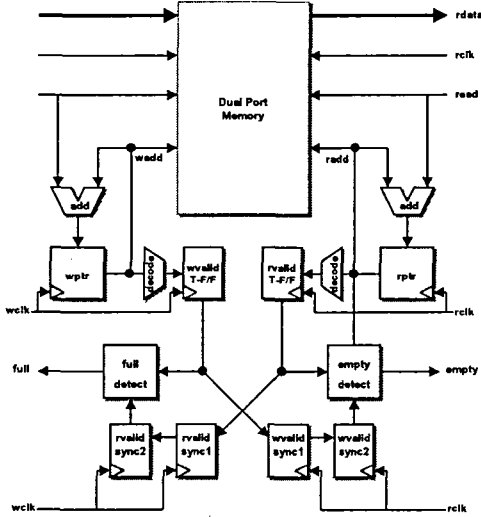 rdata
rclk
Dual Port
Memory
read
wadd
radd
add
add
wptr
decode
wvalid
T-F/F
rvalid
T-F/F
decode
rptr
wclk
rclk
full
full
detect
empty
detect
empty
rvalid
sync2
rvalid
sync1
wvalid
sync1
wvalid
sync2
wclk
rclk